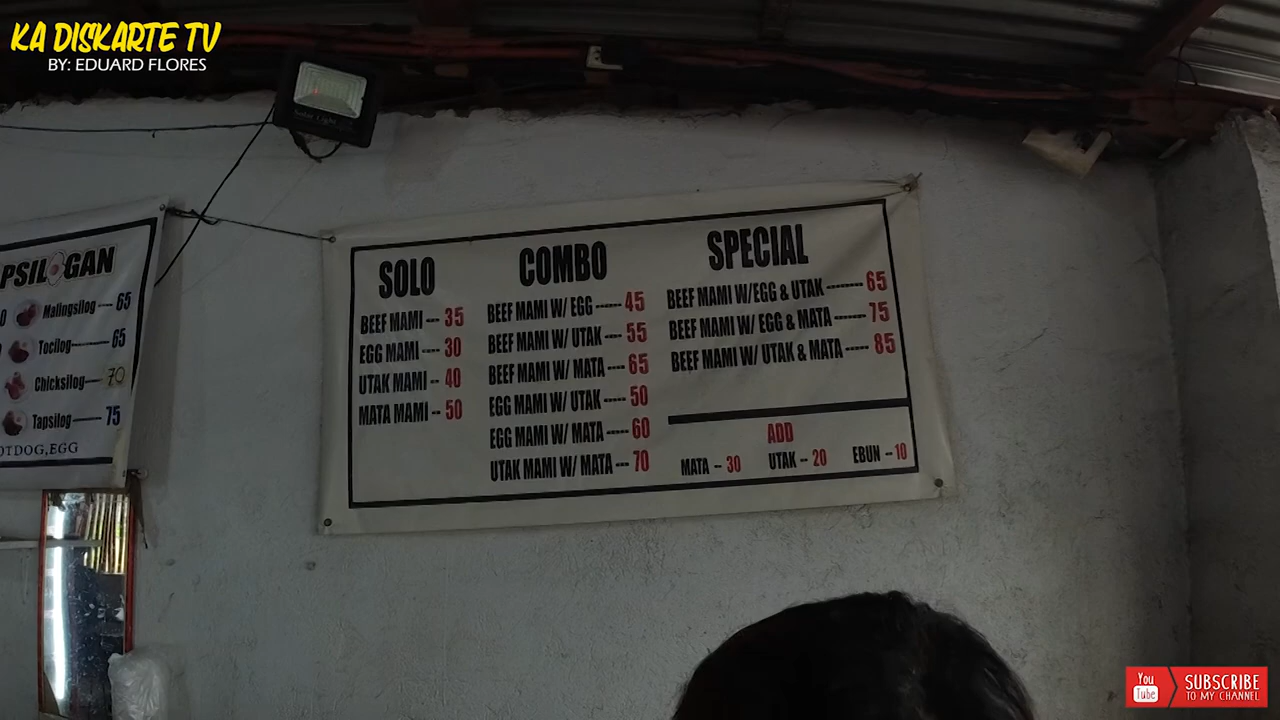 KA DISKARTE TV
BY: EDUARD FLORES
Solar Light
PSILOGAN
Malingsilog---- 65
Tocilog---- 65
Chicksilog---- 70
Tapsilog---- 75
OTDOG,EGG
SOLO
BEEF MAMI -- 35
EGG MAMI ---- 30
UTAK MAMI -- 40
MATA MAMI -- 50
COMBO
BEEF MAMI W/ EGG ------ 45
BEEF MAMI W/ UTAK ---- 55
BEEF MAMI W/ MATA ---- 65
EGG MAMI W/ UTAK ----- 50
EGG MAMI W/ MATA ---- 60
UTAK MAMI W/ MATA --- 70
SPECIAL
BEEF MAMI W/EGG & UTAK -------- 65
BEEF MAMI W/ EGG & MATA ------ 75
BEEF MAMI W/ UTAK & MATA ----- 85
ADD
MATA -- 30 UTAK -- 20 EBUN -- 10
You Tube
SUBSCRIBE
TO MY CHANNEL